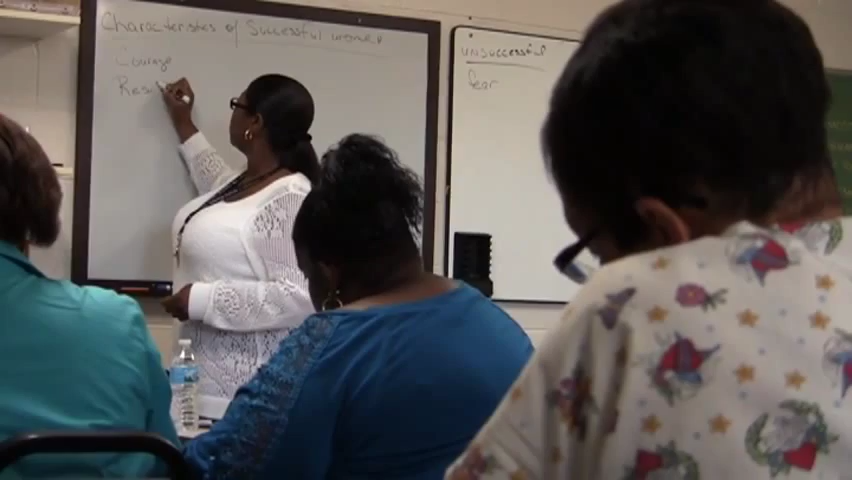 Characteristics of Successful women
Courage
unsuccessful
fear